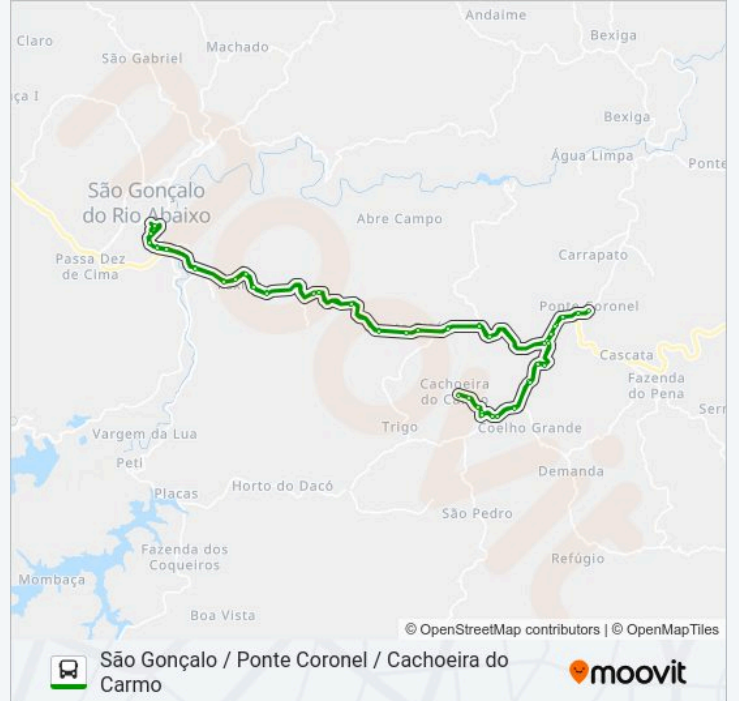 Andaime
Claro
Bexiga
Machado
São Gabriel
ça I
Bexiga
Água Limpa
Ponte
São Gonçalo
do Rio Abaixo
Abre Campo
Passa Dez
de Cima
Carrapato
Ponte Coronel
Cascata
Cachoeira
do Carmo
Fazenda
do Pena
Serr
Trigo
Coelho Grande
Vargem da Lua
Peti
Demanda
Placas
Horto do Dacó
São Pedro
Fazenda dos
Coqueiros
Refúgio
Mombaça
Boa Vista
moovit
© OpenStreetMap contributors | © OpenMapTiles
São Gonçalo / Ponte Coronel / Cachoeira do
Carmo
moovit